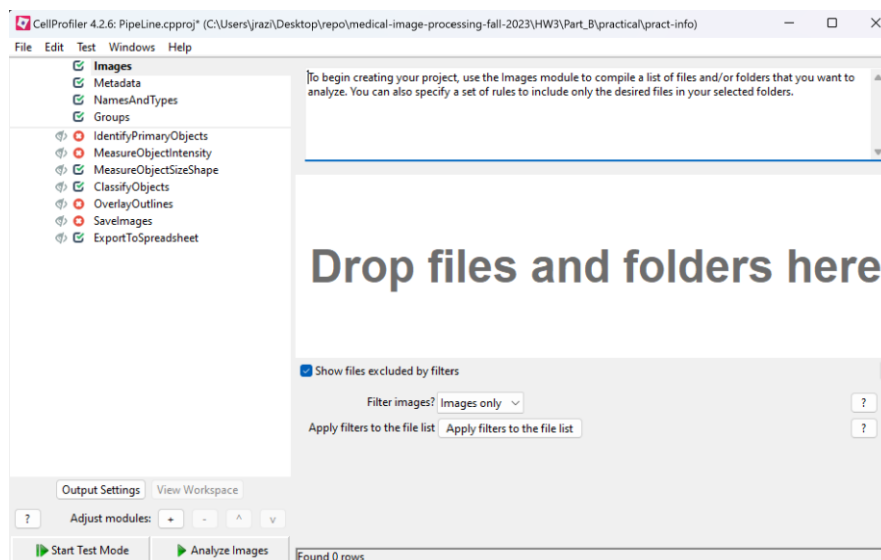 CellProfiler 4.2.6: PipeLine.cpproj* (C:\Users\jrazi\Desktop\repo\medical-image-processing-fall-2023\HW3\Part_B\practical\pract-info)
File Edit Test Windows Help
Images
Metadata
NamesAndTypes
Groups
IdentifyPrimaryObjects
MeasureObjectIntensity
MeasureObjectSizeShape
ClassifyObjects
OverlayOutlines
SaveImages
ExportToSpreadsheet
Output Settings View Workspace
? Adjust modules: + - ^ v
Start Test Mode Analyze Images
To begin creating your project, use the Images module to compile a list of files and/or folders that you want to
analyze. You can also specify a set of rules to include only the desired files in your selected folders.
Drop files and folders here
Show files excluded by filters
Filter images? Images only ?
Apply filters to the file list Apply filters to the file list ?
Found 0 rows